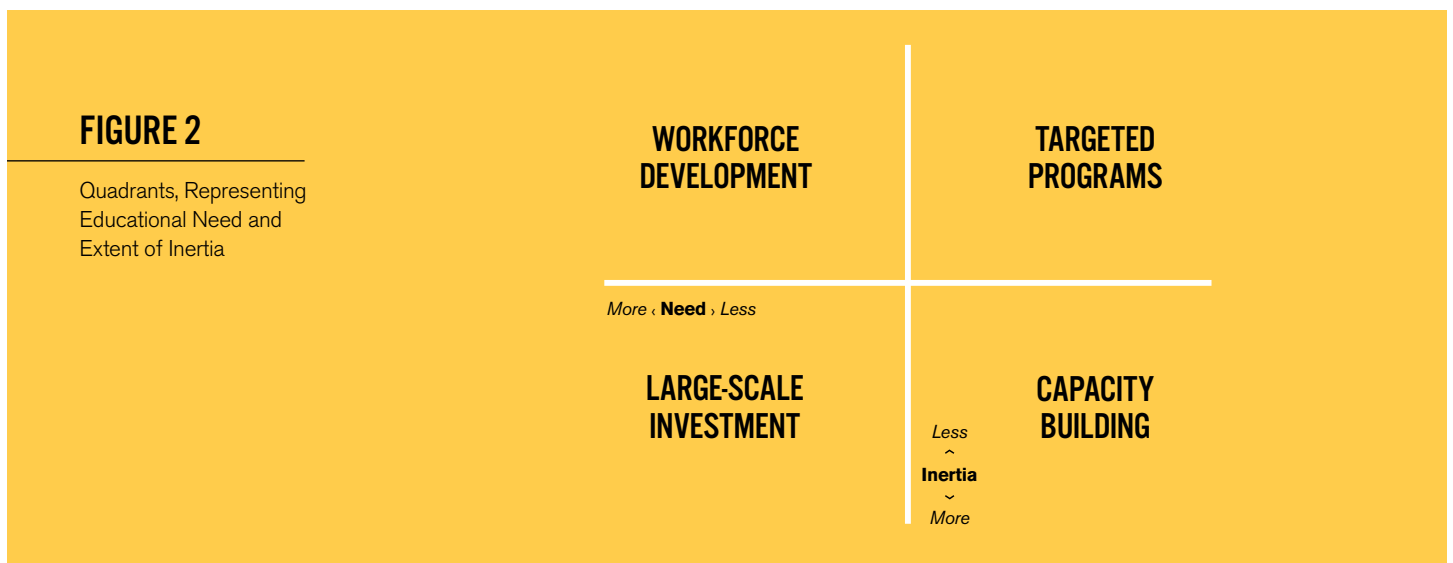 FIGURE 2
Quadrants, Representing
Educational Need and
Extent of Inertia
WORKFORCE
DEVELOPMENT
TARGETED
PROGRAMS
More ‹ Need › Less
LARGE-SCALE
INVESTMENT
CAPACITY
BUILDING
Less
Inertia
More